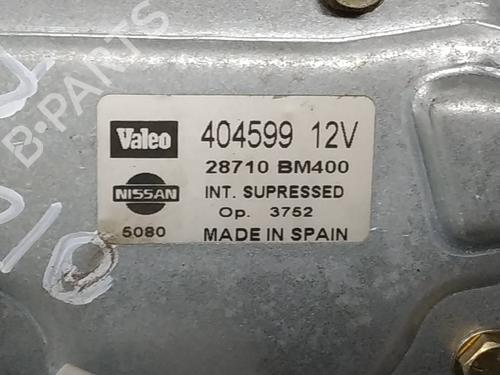 B-PARTS
Valeo 404599 12V
28710 BM400
NISSAN INT. SUPRESSED
Op. 3752
5080 MADE IN SPAIN